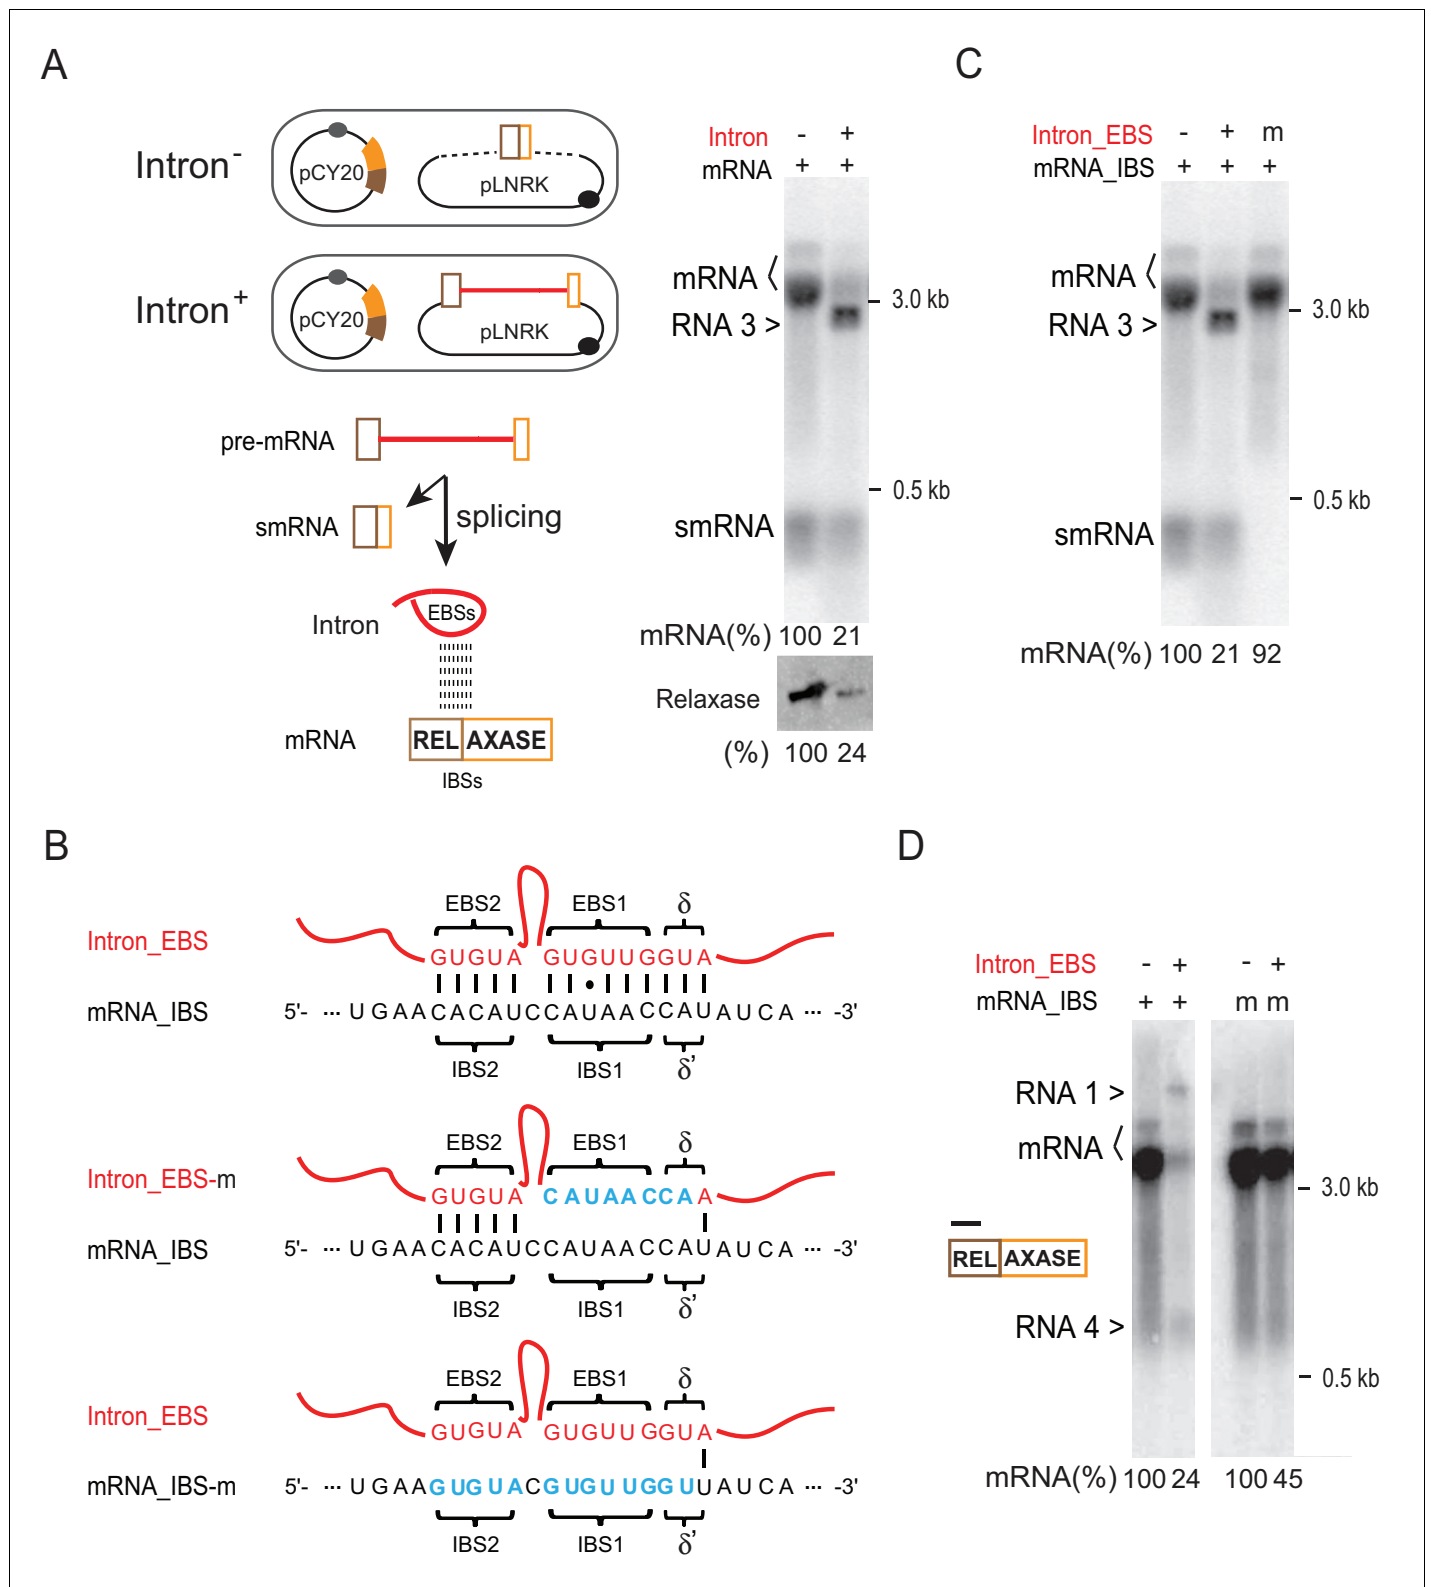 A
Intron-
pCY20
pLNRK
Intron+
pCY20
pLNRK
pre-mRNA
smRNA
splicing
Intron
EBSs
mRNA
REL AXASE
IBSs
Intron - +
mRNA + +
mRNA
RNA 3 >
3.0 kb
0.5 kb
smRNA
mRNA(%) 100 21
Relaxase
(%) 100 24
C
Intron_EBS - + m
mRNA_IBS + + +
mRNA
RNA 3 >
3.0 kb
0.5 kb
smRNA
mRNA(%) 100 21 92
B
EBS2 EBS1 δ
Intron_EBS GUGUA GUGUUGGUA
mRNA_IBS 5'- ··· UGAACACAUCCAUAACCAUAUCA ··· -3'
IBS2 IBS1 δ'
EBS2 EBS1 δ
Intron_EBS-m GUGUA CAUAACCAA
mRNA_IBS 5'- ··· UGAACACAUCCAUAACCAUAUCA ··· -3'
IBS2 IBS1 δ'
EBS2 EBS1 δ
Intron_EBS GUGUA GUGUUGGUA
mRNA_IBS-m 5'- ··· UGAAGUGUACGUGUUGGUUAUCA ··· -3'
IBS2 IBS1 δ'
D
Intron_EBS - + - +
mRNA_IBS + + m m
RNA 1 >
mRNA
3.0 kb
REL AXASE
RNA 4 >
0.5 kb
mRNA(%) 100 24 100 45